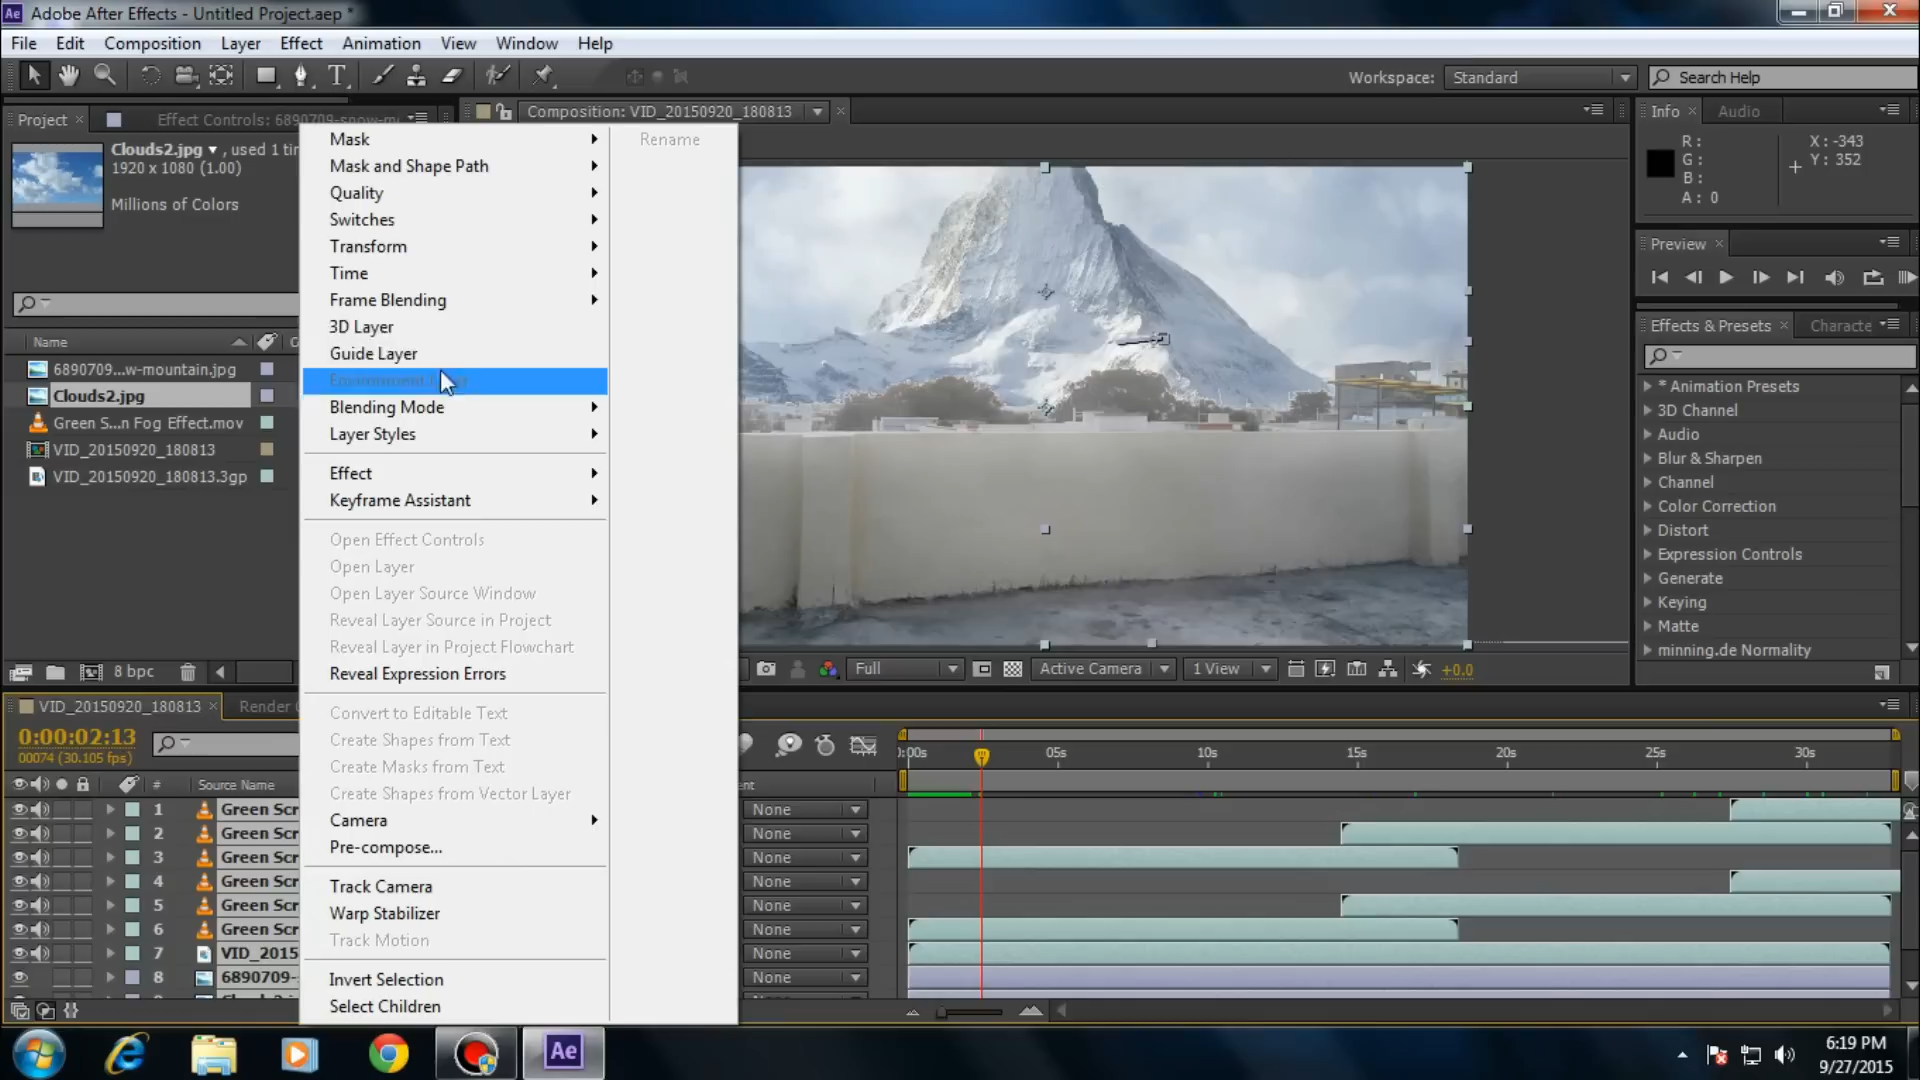 Adobe After Effects - Untitled Project.aep *
File Edit Composition Layer Effect Animation View Window Help
Workspace: Standard
Search Help
Project
Effect Controls: 6890709-snow-m
Composition: VID_20150920_180813
Info
Audio
Clouds2.jpg , used 1 tim
1920 x 1080 (1.00)
Millions of Colors
R:
G:
B:
A: 0
X: -343
Y: 352
Mask
Rename
Mask and Shape Path
Quality
Switches
Transform
Time
Frame Blending
3D Layer
Guide Layer
Blending Mode
Layer Styles
Effect
Keyframe Assistant
Open Effect Controls
Open Layer
Open Layer Source Window
Reveal Layer Source in Project
Reveal Layer in Project Flowchart
Reveal Expression Errors
Convert to Editable Text
Create Shapes from Text
Create Masks from Text
Create Shapes from Vector Layer
Camera
Pre-compose...
Track Camera
Warp Stabilizer
Track Motion
Invert Selection
Select Children
Preview
Effects & Presets
Characte
* Animation Presets
3D Channel
Audio
Blur & Sharpen
Channel
Color Correction
Distort
Expression Controls
Generate
Keying
Matte
minning.de Normality
Name
6890709...w-mountain.jpg
Clouds2.jpg
Green S...n Fog Effect.mov
VID_20150920_180813
VID_20150920_180813.3gp
8 bpc
Full
Active Camera
1 View
+0.0
VID_20150920_180813
Render
0:00:02:13
00074 (30.105 fps)
):00s 05s 10s 15s 20s 25s 30s
# Source Name
ent
1 Green Scr None
2 Green Scr None
3 Green Scr None
4 Green Scr None
5 Green Scr None
6 Green Scr None
7 VID_2015 None
8 6890709- None
Ae
6:19 PM
9/27/2015